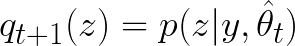 q_{t+1}(z) = p(z|y, \hat{\theta}_t)